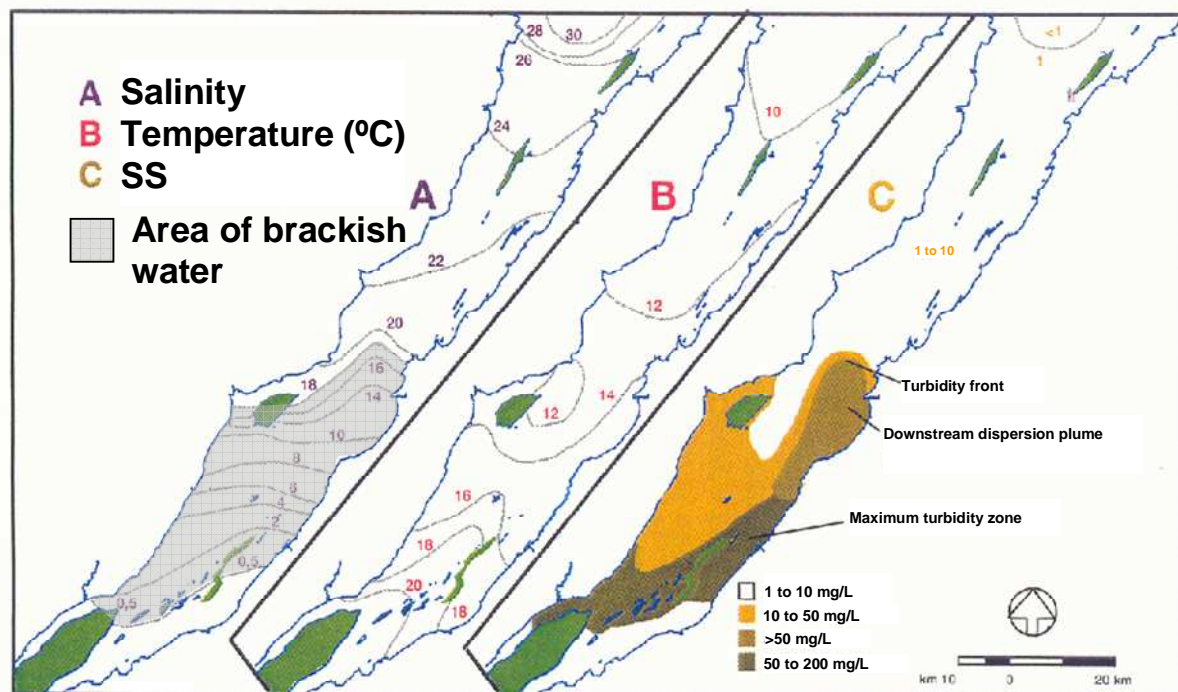 A Salinity
B Temperature (ºC)
C SS
Area of brackish
water
A
28
30
26
24
22
20
18
16
14
10
8
6
4
2
0,5
0,5
B
10
12
12
14
16
18
20
18
C
<1
1
1 to 10
Turbidity front
Downstream dispersion plume
Maximum turbidity zone
1 to 10 mg/L
10 to 50 mg/L
>50 mg/L
50 to 200 mg/L
km 10 0 20 km